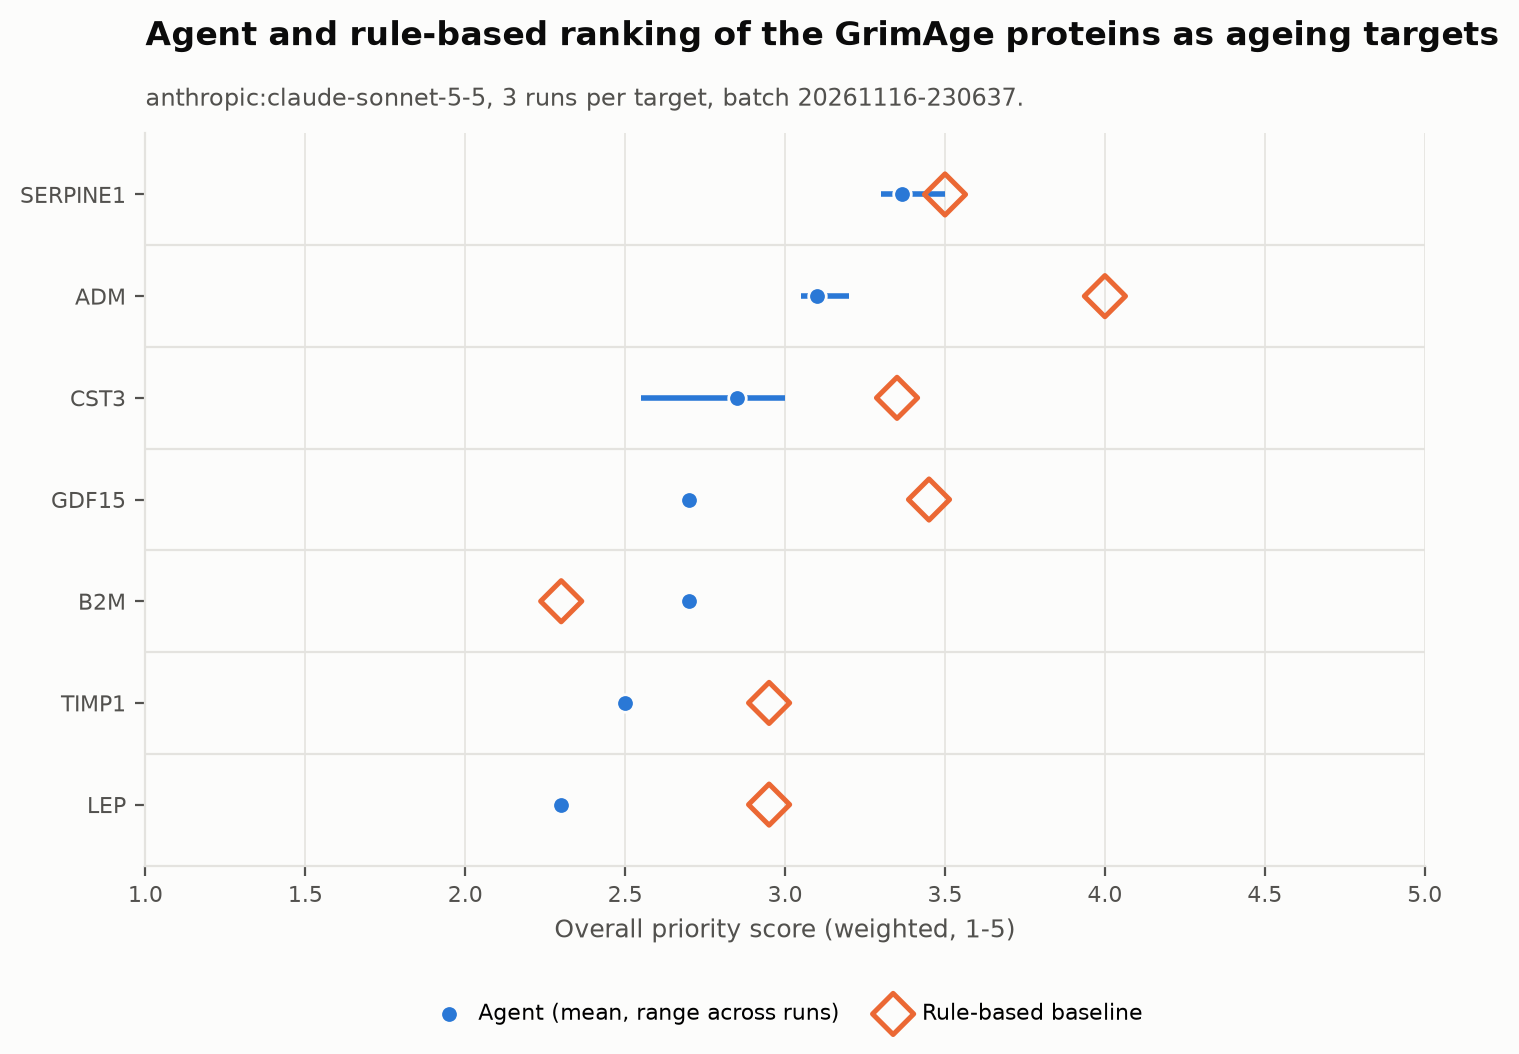 Agent and rule-based ranking of the GrimAge proteins as ageing targets
anthropic:claude-sonnet-5-5, 3 runs per target, batch 20261116-230637.
SERPINE1
ADM
CST3
GDF15
B2M
TIMP1
LEP
1.0 1.5 2.0 2.5 3.0 3.5 4.0 4.5 5.0
Overall priority score (weighted, 1-5)
Agent (mean, range across runs) Rule-based baseline